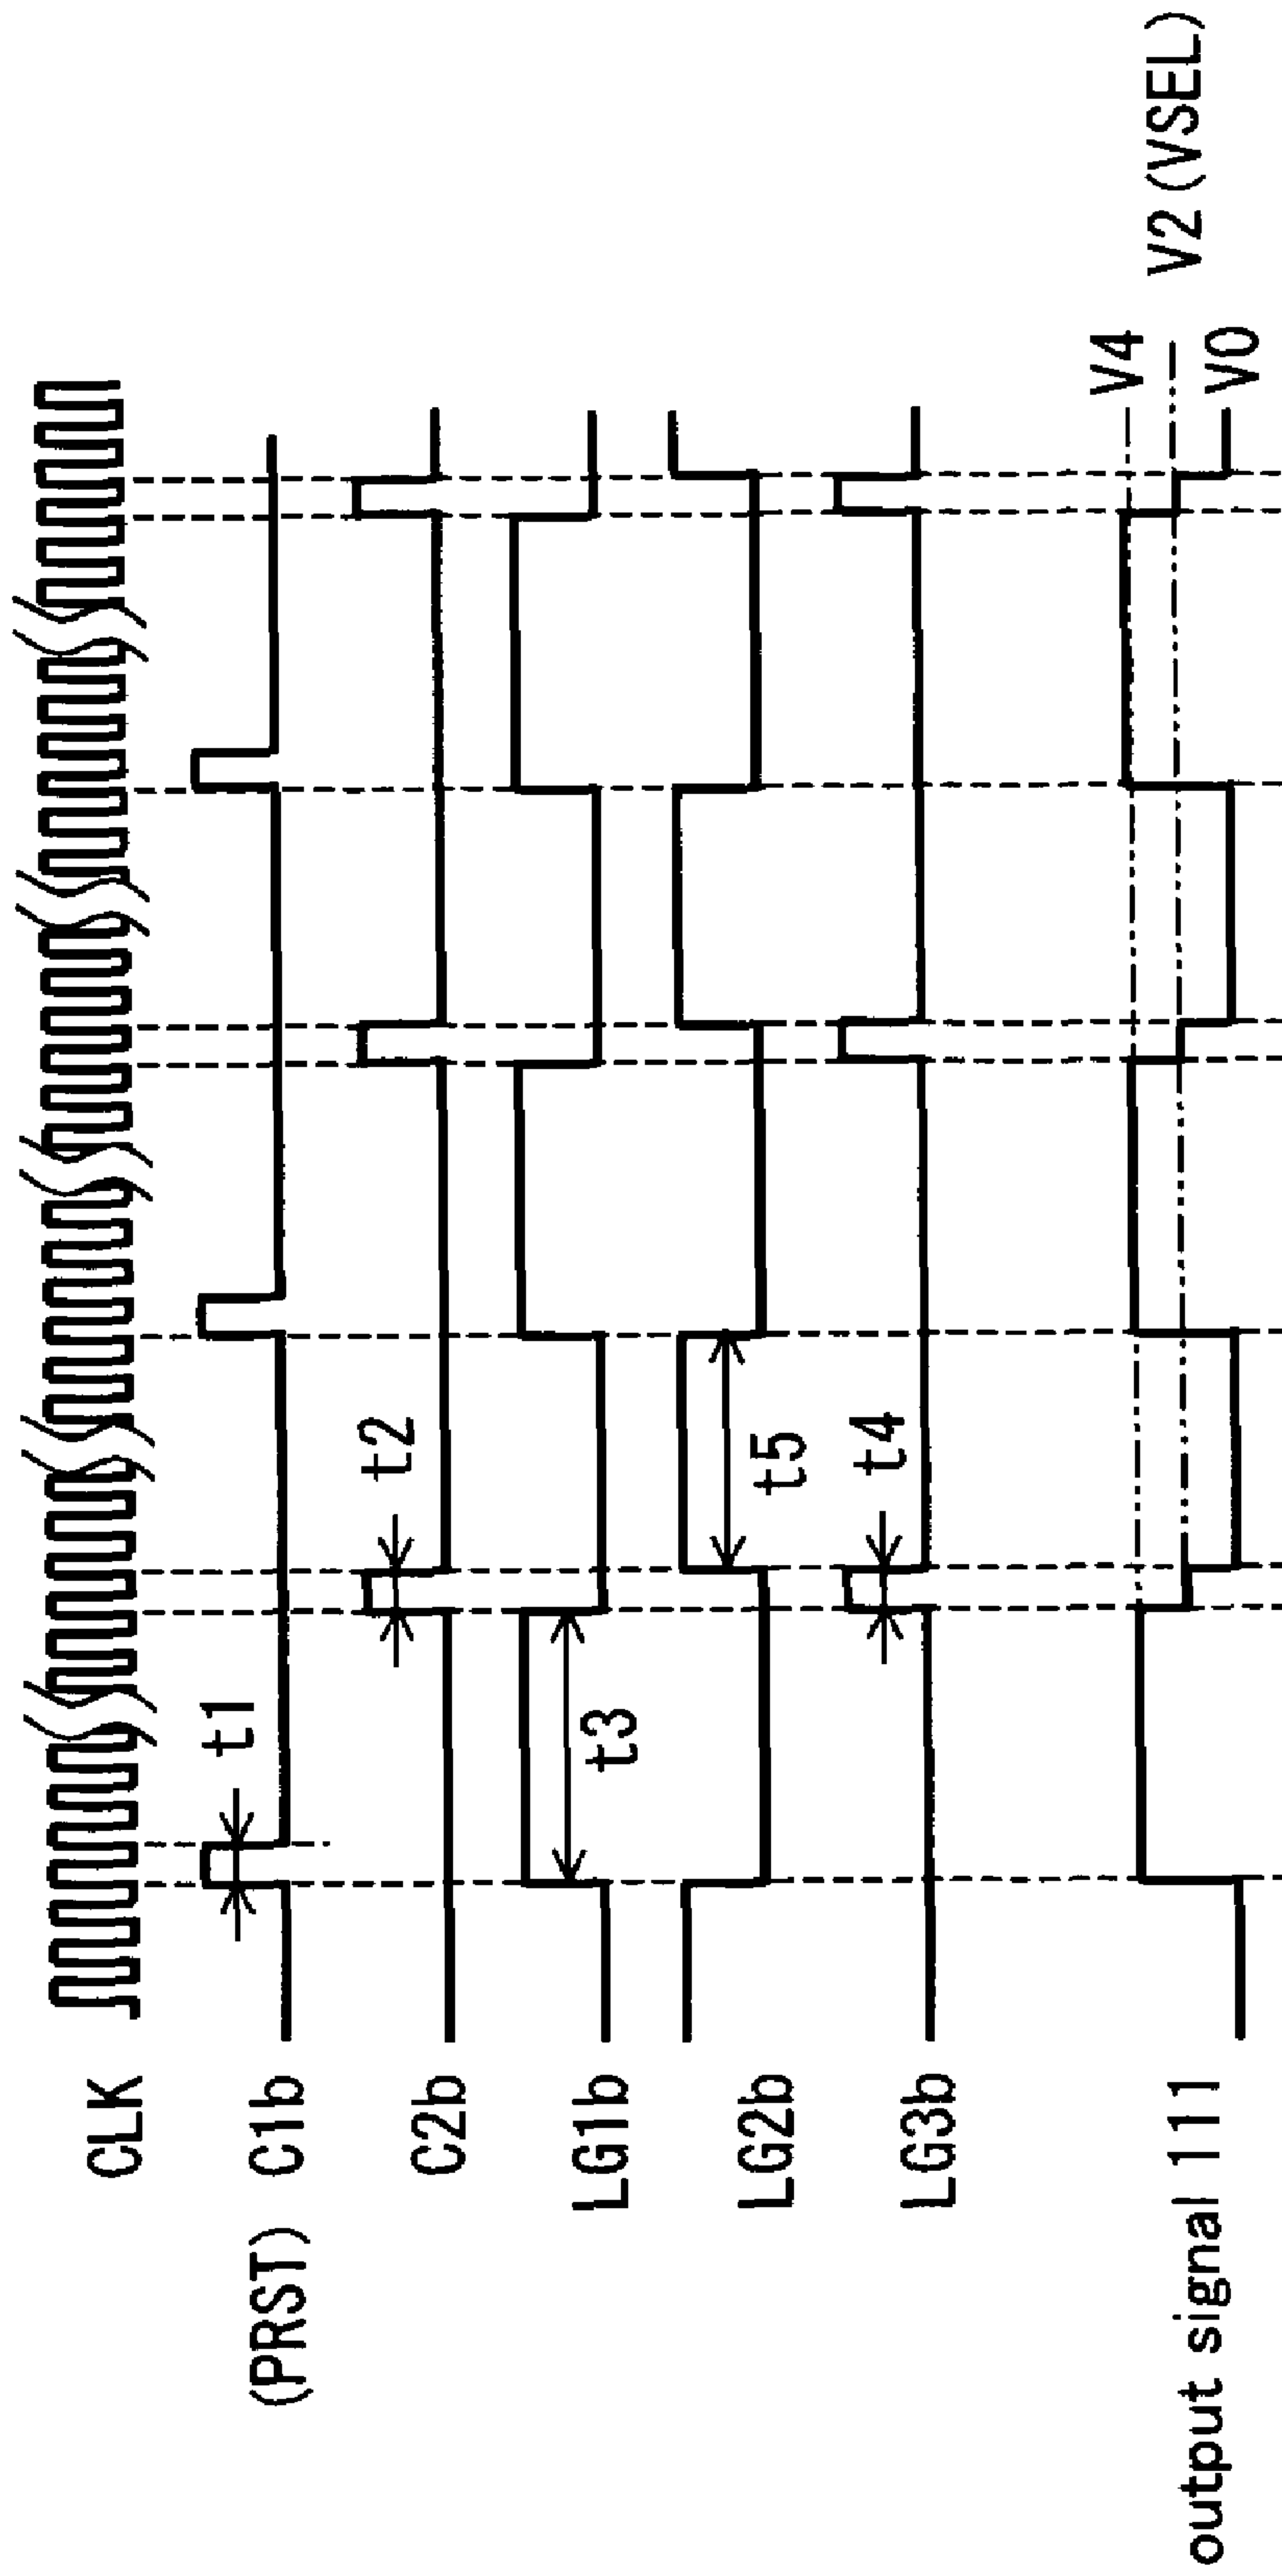 CLK
(PRST) C1b
t1
C2b
t2
LG1b
t3
LG2b
t5
LG3b
t4
output signal 111
V4
V2 (VSEL)
V0